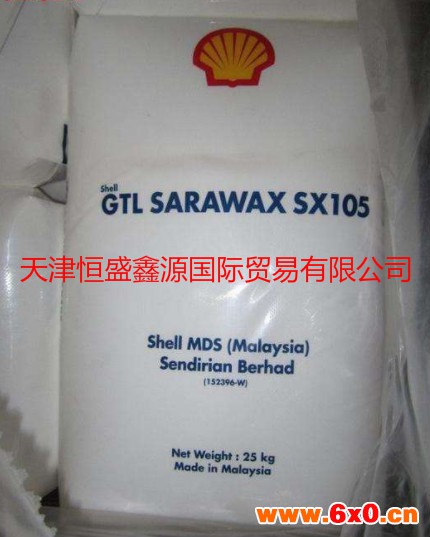 Shell
GTL SARAWAX SX105
天津恒盛鑫源国际贸易有限公司
Shell MDS (Malaysia)
Sendirian Berhad
(152396-W)
Net Weight : 25 kg
Made in Malaysia
www.6x0.cn